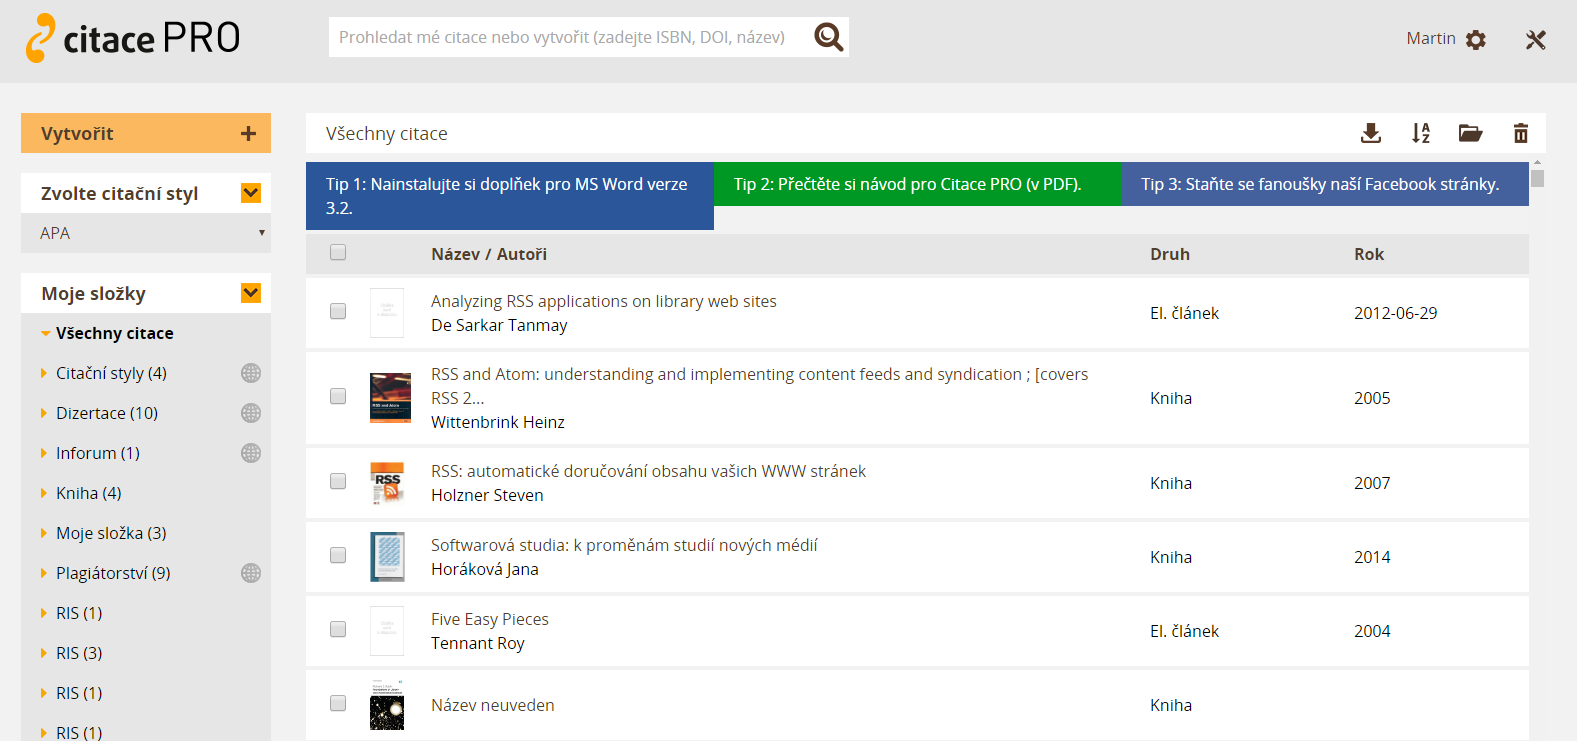 citace PRO
Prohledat mé citace nebo vytvořit (zadejte ISBN, DOI, název)
Martin
Vytvořit
Zvolte citační styl
APA
Moje složky
Všechny citace
Citační styly (4)
Dizertace (10)
Inforum (1)
Kniha (4)
Moje složka (3)
Plagiátorství (9)
RIS (1)
RIS (3)
RIS (1)
RIS (1)
Všechny citace
A
Z
Tip 1: Nainstalujte si doplňek pro MS Word verze
3.2.
Tip 2: Přečtěte si návod pro Citace PRO (v PDF).
Tip 3: Staňte se fanoušky naší Facebook stránky.
Název / Autoři Druh Rok
Analyzing RSS applications on library web sites
De Sarkar Tanmay
El. článek 2012-06-29
RSS and Atom: understanding and implementing content feeds and syndication ; [covers
RSS 2...
Wittenbrink Heinz
Kniha 2005
RSS
RSS: automatické doručování obsahu vašich WWW stránek
Holzner Steven
Kniha 2007
Softwarová studia: k proměnám studií nových médií
Horáková Jana
Kniha 2014
Five Easy Pieces
Tennant Roy
El. článek 2004
Název neuveden Kniha